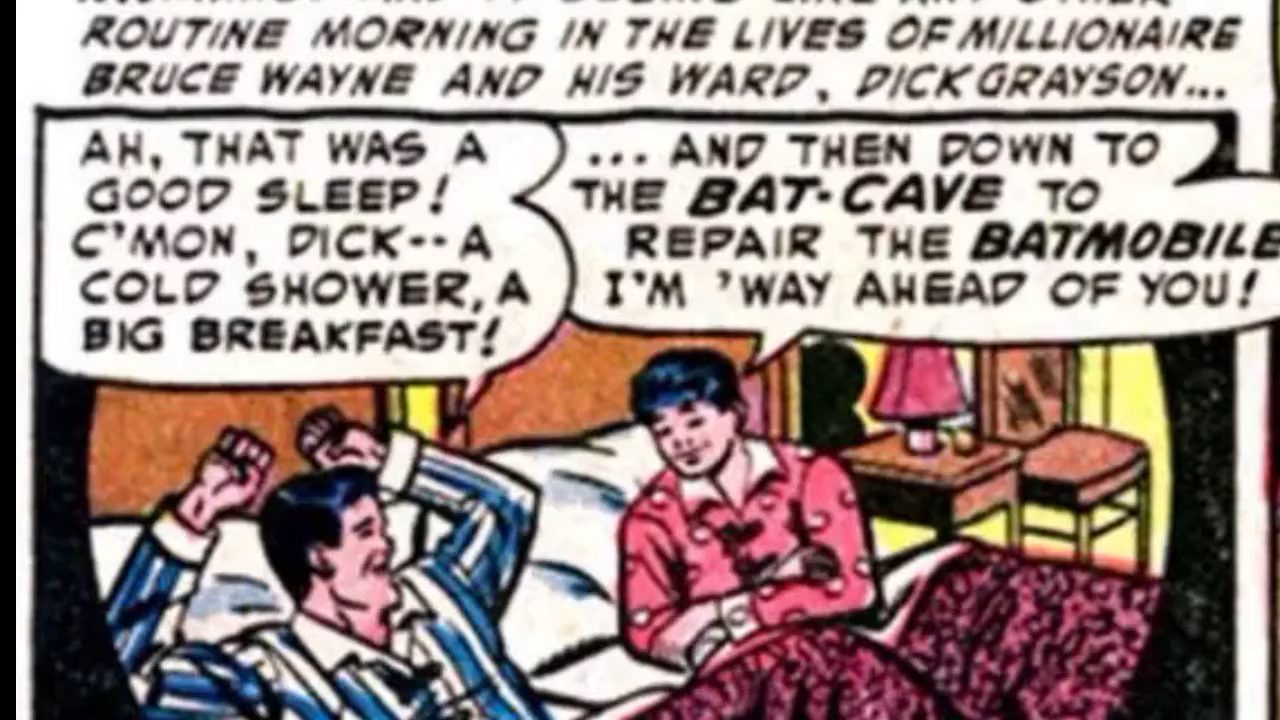 ROUTINE MORNING IN THE LIVES OF MILLIONAIRE
BRUCE WAYNE AND HIS WARD, DICK GRAYSON...
AH, THAT WAS A
GOOD SLEEP!
C'MON, DICK--A
COLD SHOWER, A
BIG BREAKFAST!
... AND THEN DOWN TO
THE BAT-CAVE TO
REPAIR THE BATMOBILE
I'M 'WAY AHEAD OF YOU!